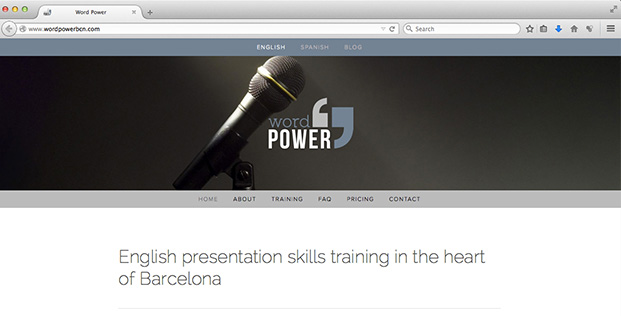 Word Power
www.wordpowerbcn.com
Search
ENGLISH SPANISH BLOG
word
POWER
HOME ABOUT TRAINING FAQ PRICING CONTACT
English presentation skills training in the heart
of Barcelona